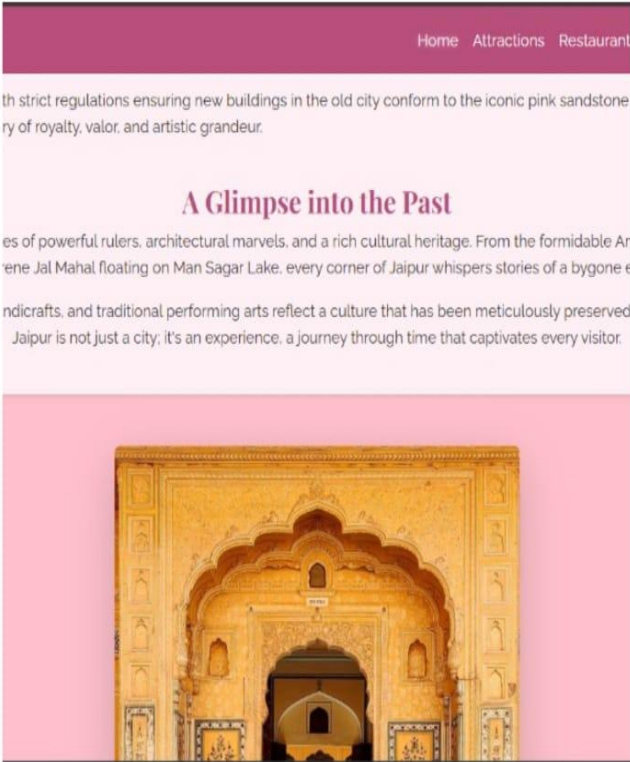 Home Attractions Restaurant
th strict regulations ensuring new buildings in the old city conform to the iconic pink sandstone
ry of royalty, valor, and artistic grandeur.
A Glimpse into the Past
es of powerful rulers, architectural marvels, and a rich cultural heritage. From the formidable
rene Jal Mahal floating on Man Sagar Lake, every corner of Jaipur whispers stories of a bygone e
ndicrafts, and traditional performing arts reflect a culture that has been meticulously preserved
Jaipur is not just a city; it's an experience, a journey through time that captivates every visitor.